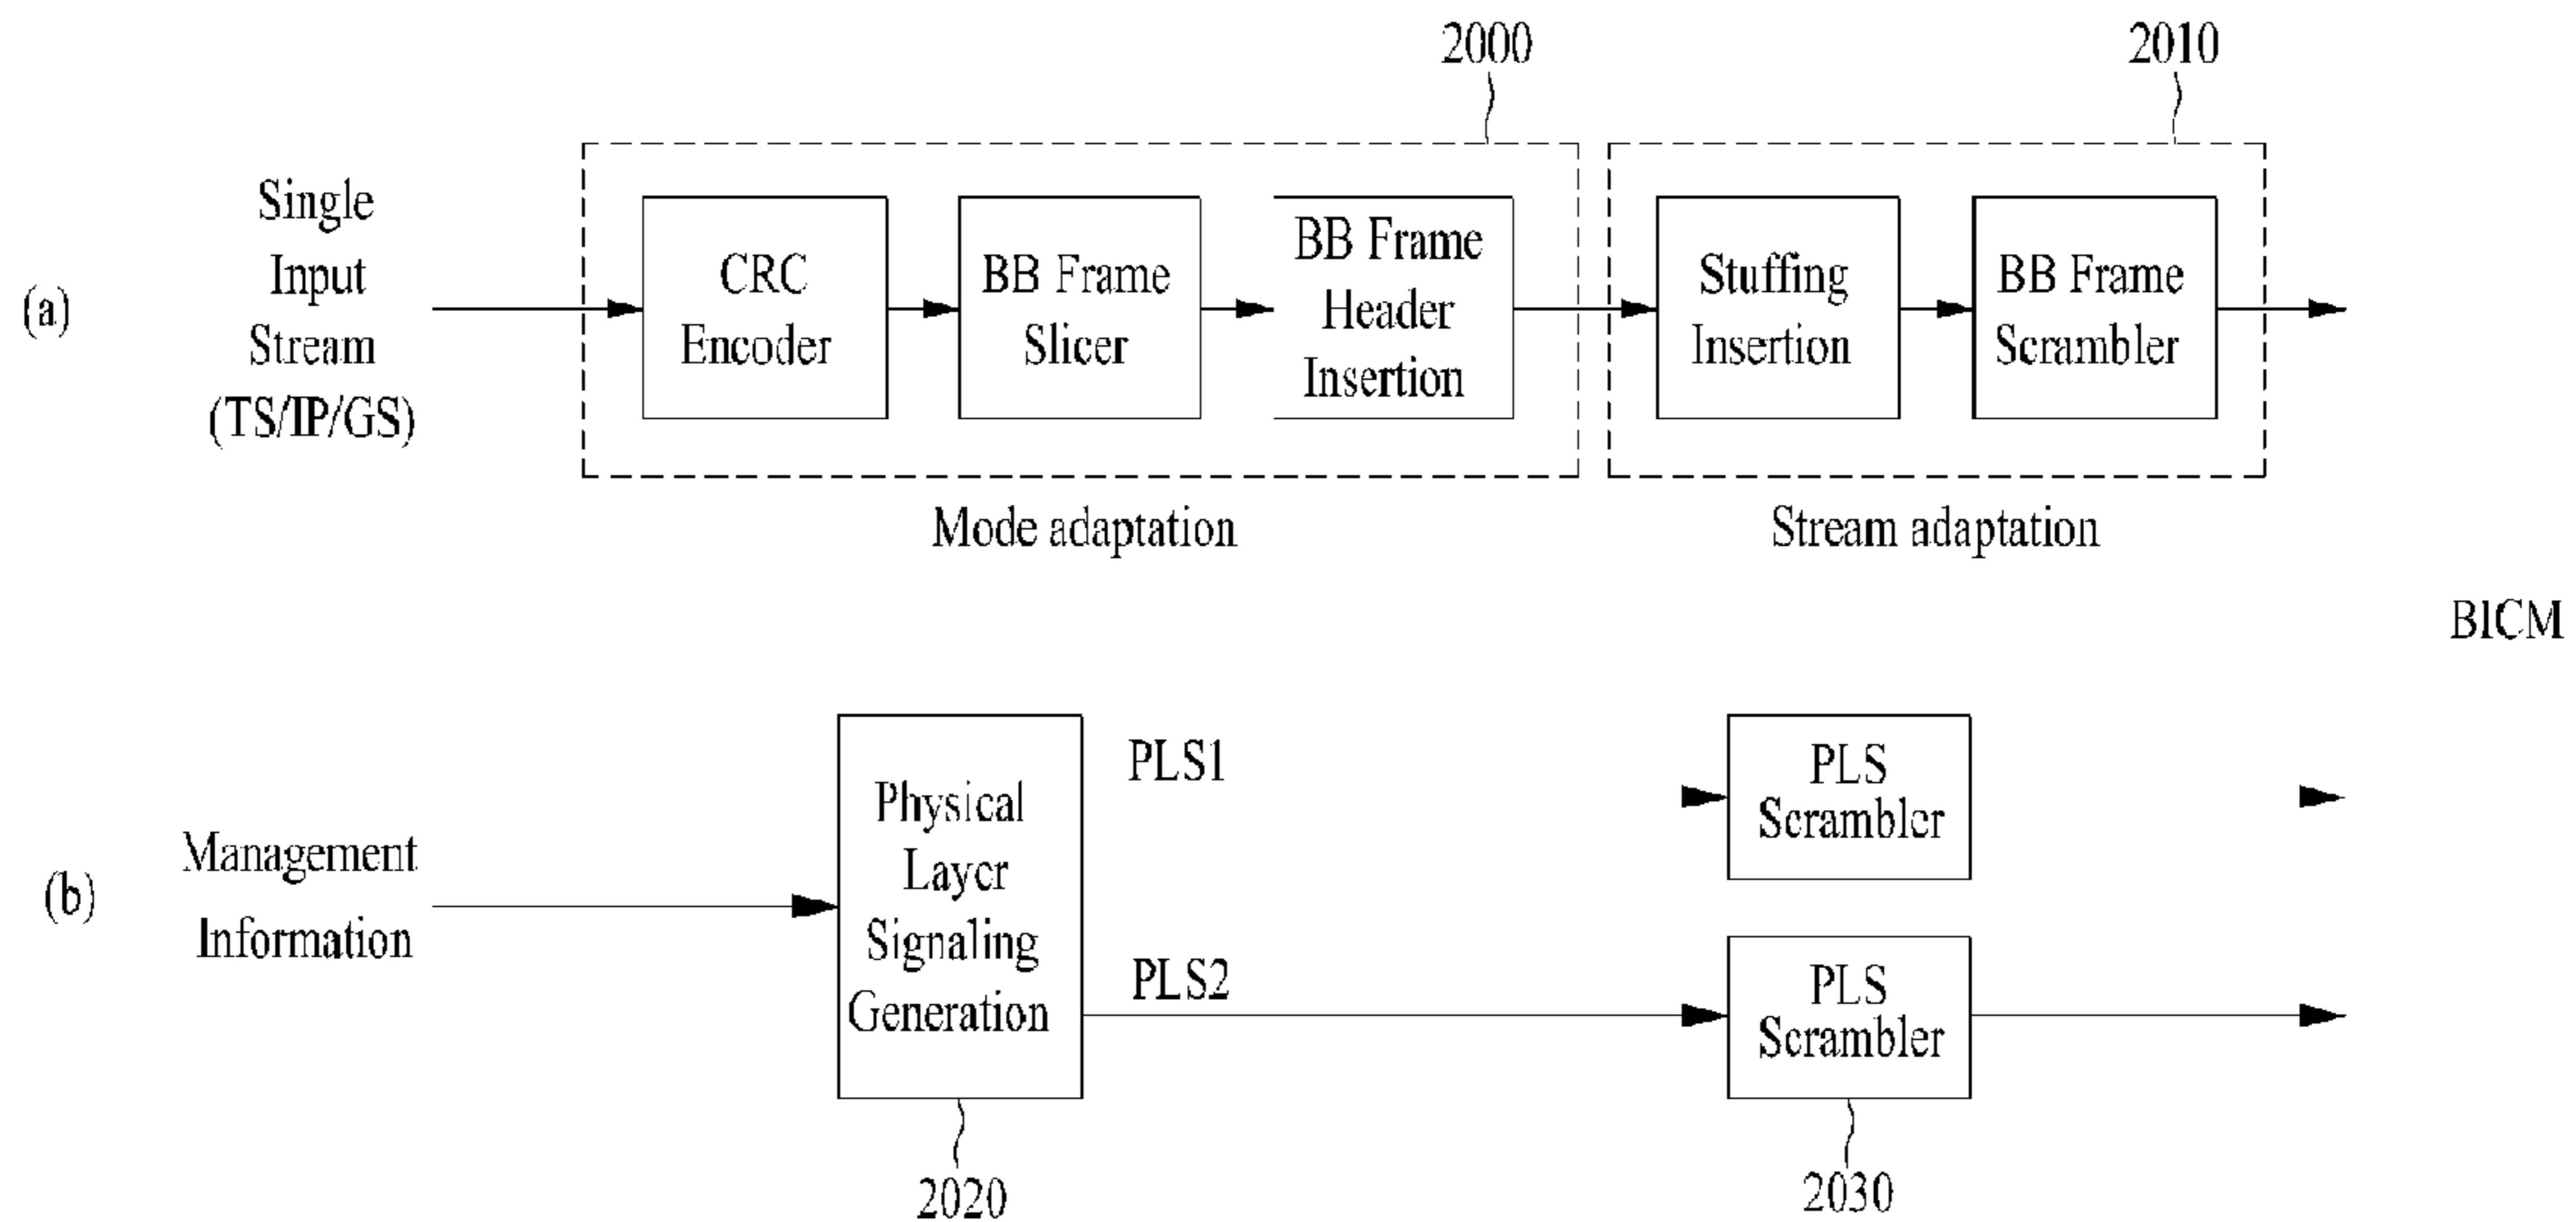 2000
2010
(a)
Single
Input
Stream
(TS/IP/GS)
CRC
Encoder
BB Frame
Slicer
BB Frame
Header
Insertion
Stuffing
Insertion
BB Frame
Scrambler
Mode adaptation
Stream adaptation
BICM
(b)
Management
Information
Physical
Layer
Signaling
Generation
PLS1
PLS2
PLS
Scrambler
PLS
Scrambler
2020
2030